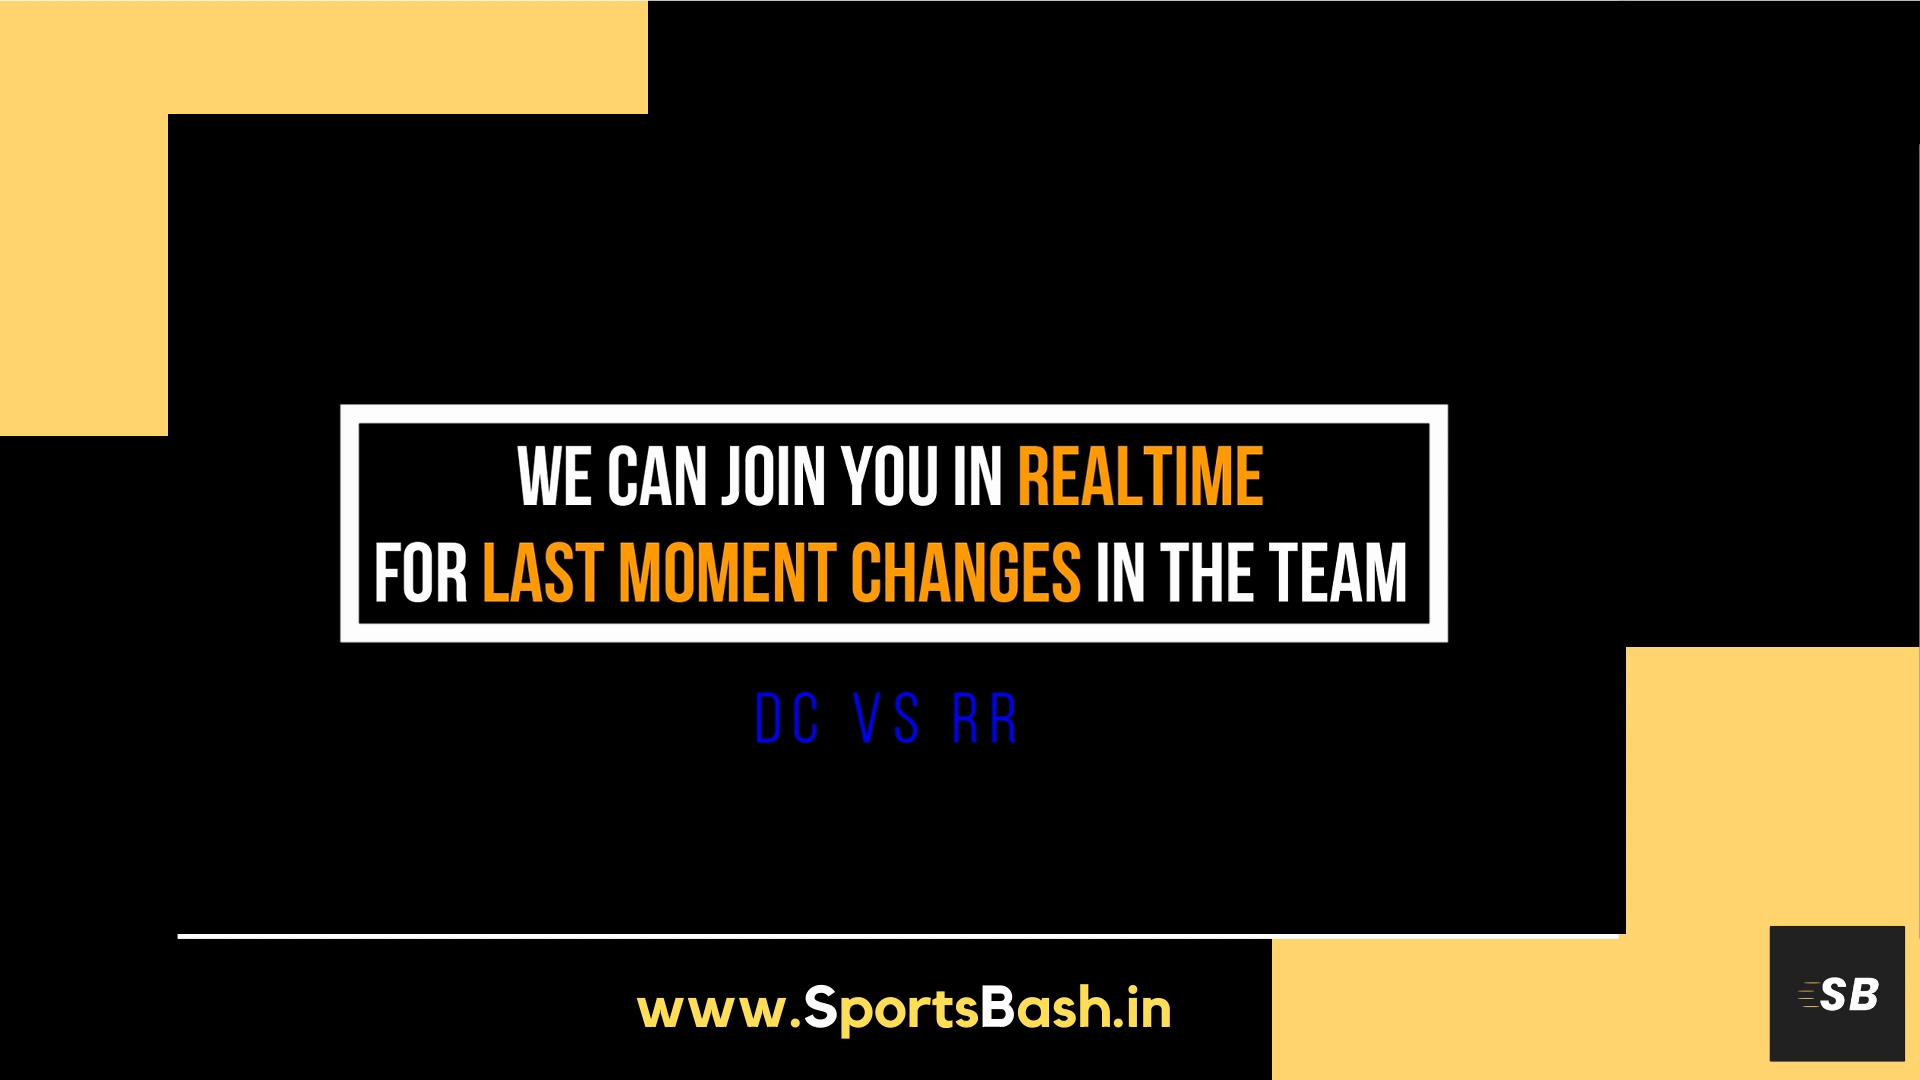 WE CAN JOIN YOU IN REALTIME
FOR LAST MOMENT CHANGES IN THE TEAM
DC VS RR
www.SportsBash.in
SB